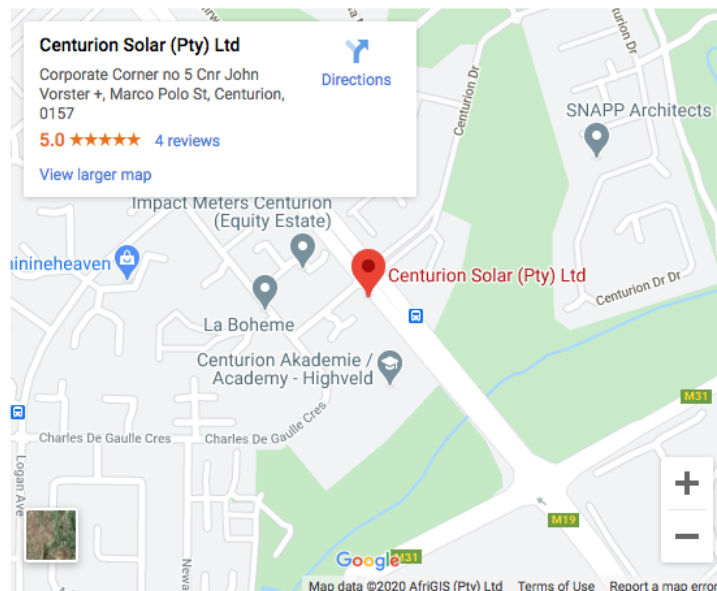 Centurion Solar (Pty) Ltd
Corporate Corner no 5 Cnr John
Vorster +, Marco Polo St, Centurion,
0157
5.0 ★★★★★ 4 reviews
View larger map
Directions
Centurion Dr
SNAPP Architects
Impact Meters Centurion
(Equity Estate)
hinineheaven
Centurion Solar (Pty) Ltd
Centurion Dr Dr
La Boheme
Centurion Akademie /
Academy - Highveld
M31
Charles De Gaulle Cres
Charles De Gaulle Cres
Logan Ave
+
M19
−
Newa
Google
M31
Map data ©2020 AfriGIS (Pty) Ltd Terms of Use Report a map error